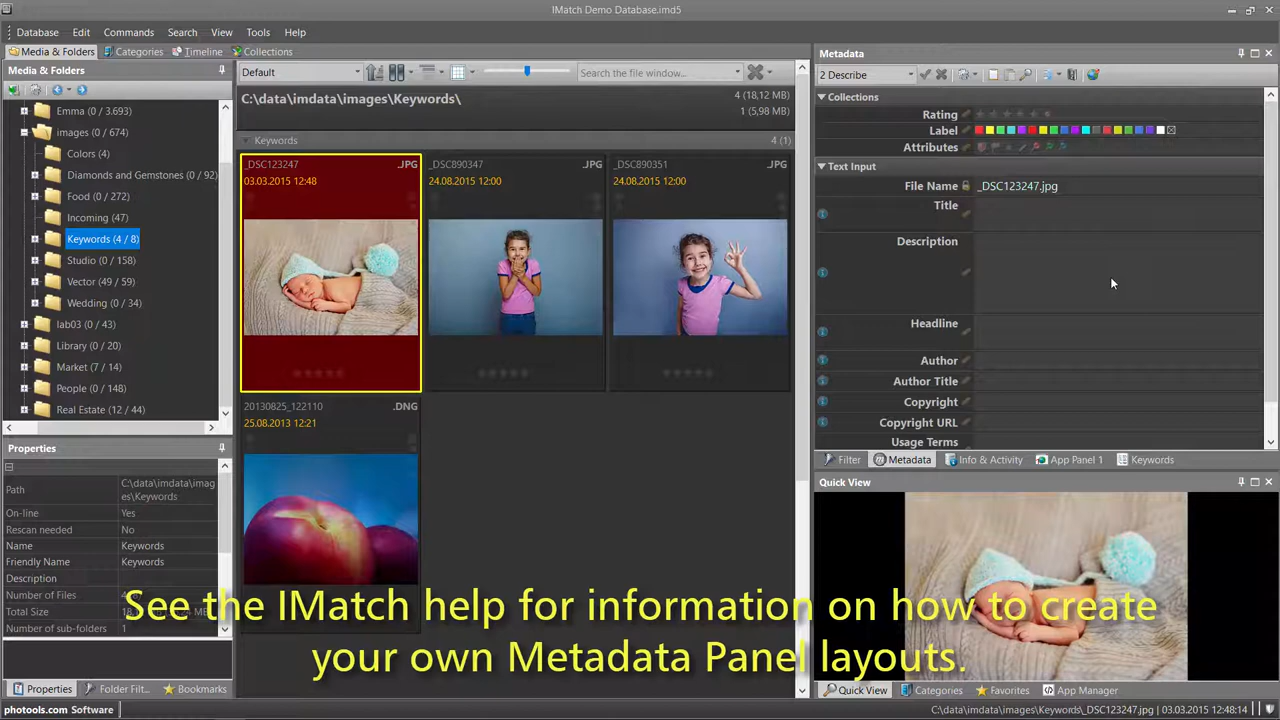 IMatch Demo Database.imd5
Database Edit Commands Search View Tools Help
Media & Folders Categories Timeline Collections
Media & Folders
Emma (0 / 3.693)
images (0 / 674)
Colors (4)
Diamonds and Gemstones (0 / 92)
Food (0 / 272)
Incoming (47)
Keywords (4 / 8)
Studio (0 / 158)
Vector (49 / 59)
Wedding (0 / 34)
lab03 (0 / 43)
Library (0 / 20)
Market (7 / 14)
People (0 / 148)
Real Estate (12 / 44)
Properties
Path C:\data\imdata\imag
es\Keywords
On-line Yes
Rescan needed No
Name Keywords
Friendly Name Keywords
Description
Number of Files
Total Size
Number of sub-folders 1
Properties Folder Filt... Bookmarks
Default Search the file window...
C:\data\imdata\images\Keywords\ 4 (18,12 MB)
1 (5,98 MB)
Keywords 4 (1)
_DSC123247 .JPG
03.03.2015 12:48
_DSC890347 .JPG
24.08.2015 12:00
_DSC890351 .JPG
24.08.2015 12:00
20130825_122110 .DNG
25.08.2013 12:21
Metadata
2 Describe
Collections
Rating
Label
Attributes
Text Input
File Name _DSC123247.jpg
Title
Description
Headline
Author
Author Title
Copyright
Copyright URL
Usage Terms
Filter Metadata Info & Activity App Panel 1 Keywords
Quick View
Quick View Categories Favorites App Manager
See the IMatch help for information on how to create
your own Metadata Panel layouts.
photools.com Software C:\data\imdata\images\Keywords\_DSC123247.jpg | 03.03.2015 12:48:14